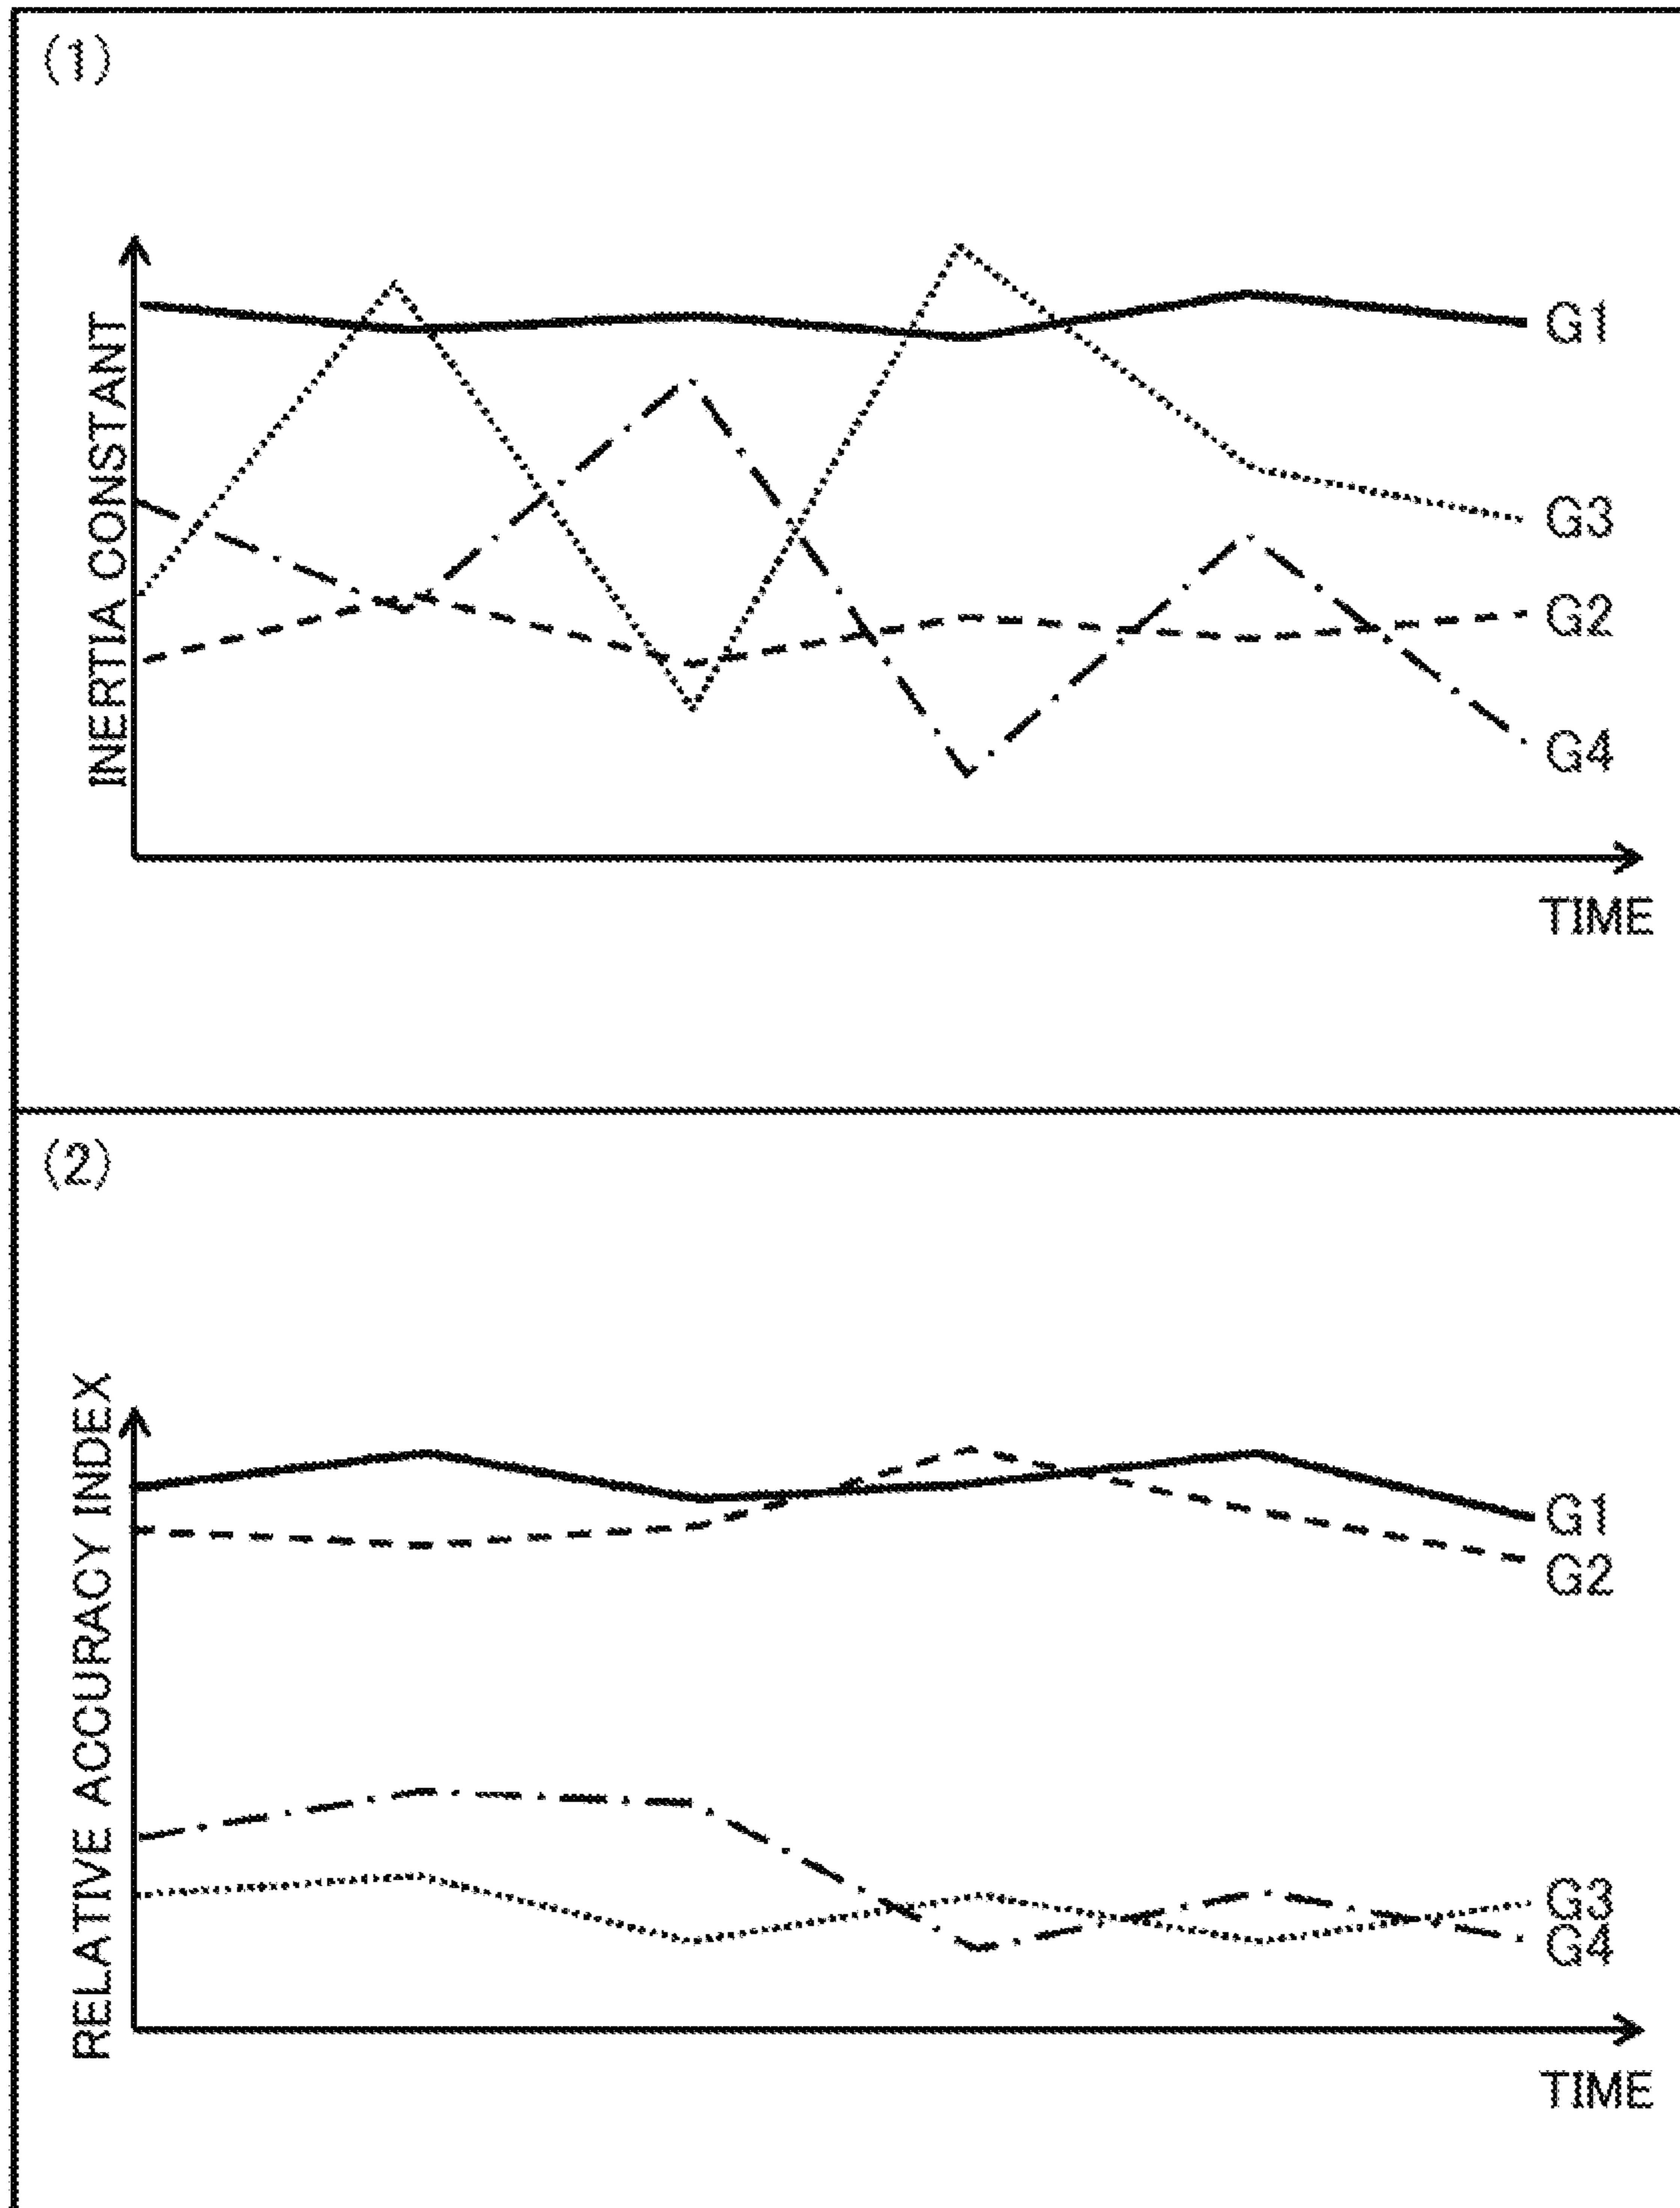 (1)
INERTIA CONSTANT
G1
G3
G2
G4
TIME
(2)
RELATIVE ACCURACY INDEX
G1
G2
G3
G4
TIME